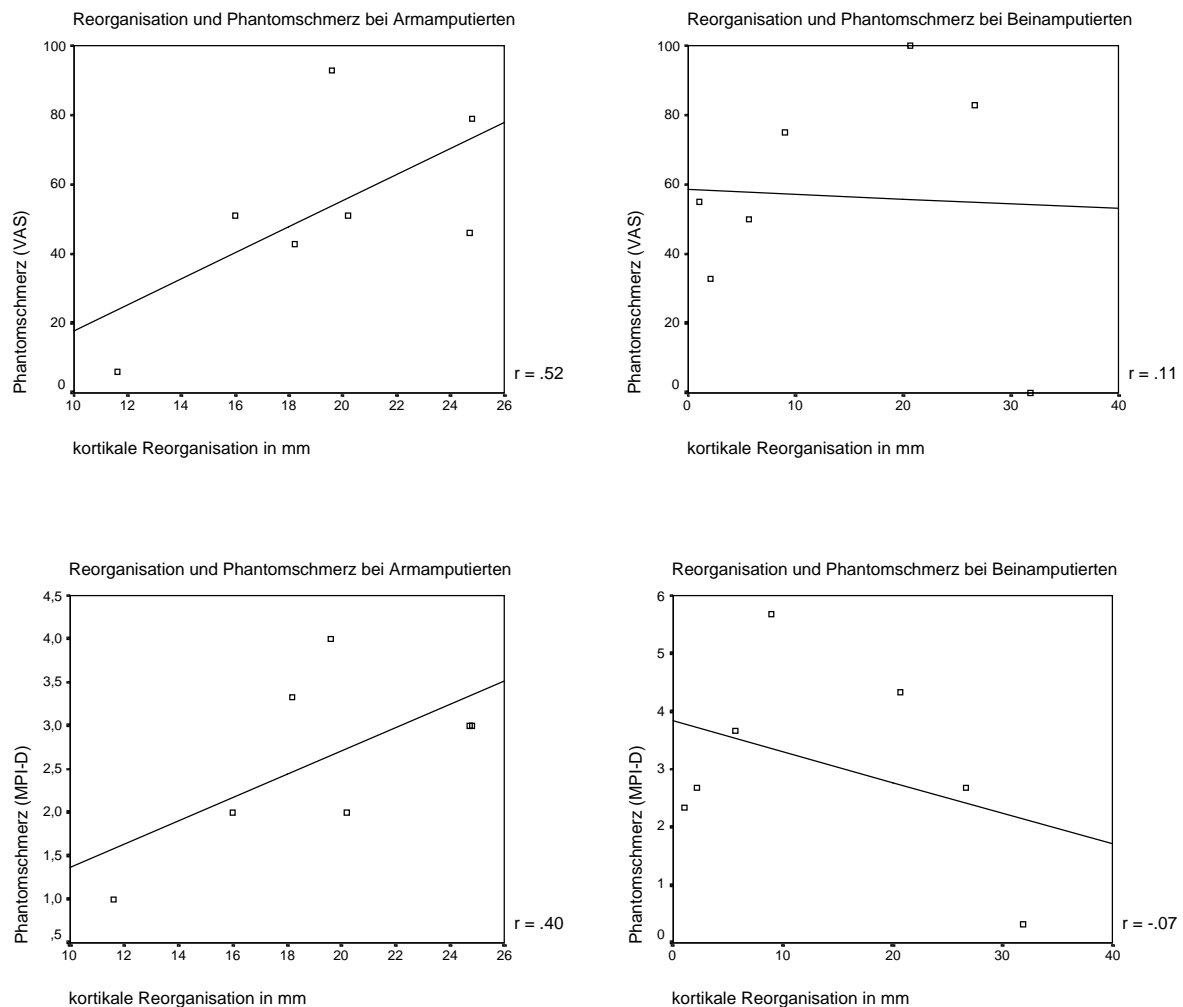 Reorganisation und Phantomschmerz bei Armamputierten
100
80
60
40
20
0
Phantomschmerz (VAS)
10 12 14 16 18 20 22 24 26
r = .52
kortikale Reorganisation in mm
Reorganisation und Phantomschmerz bei Beinamputierten
100
80
60
40
20
0
Phantomschmerz (VAS)
0 10 20 30 40
r = .11
kortikale Reorganisation in mm
Reorganisation und Phantomschmerz bei Armamputierten
4,5
4,0
3,5
3,0
2,5
2,0
1,5
1,0
,5
Phantomschmerz (MPI-D)
10 12 14 16 18 20 22 24 26
r = .40
kortikale Reorganisation in mm
Reorganisation und Phantomschmerz bei Beinamputierten
6
5
4
3
2
1
0
Phantomschmerz (MPI-D)
0 10 20 30 40
r = -.07
kortikale Reorganisation in mm